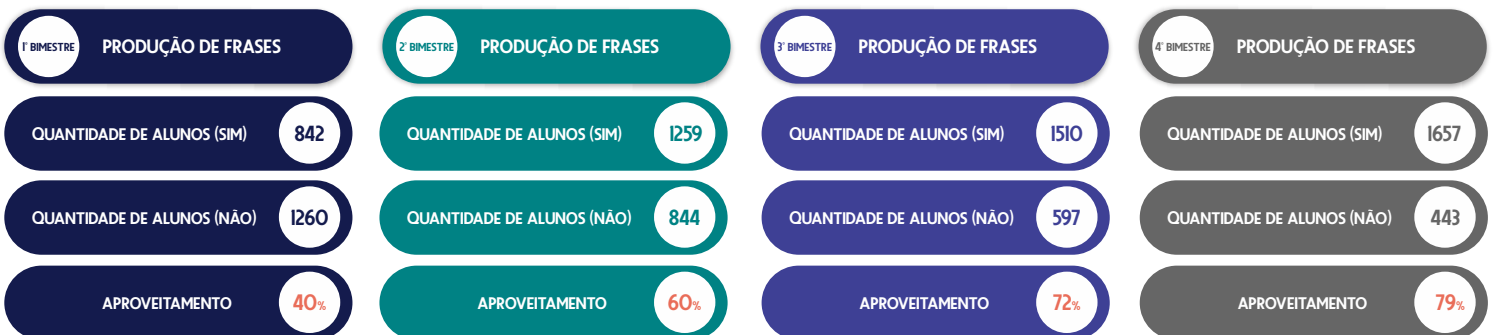 1º BIMESTRE PRODUÇÃO DE FRASES
QUANTIDADE DE ALUNOS (SIM) 842
QUANTIDADE DE ALUNOS (NÃO) 1260
APROVEITAMENTO 40%
2º BIMESTRE PRODUÇÃO DE FRASES
QUANTIDADE DE ALUNOS (SIM) 1259
QUANTIDADE DE ALUNOS (NÃO) 844
APROVEITAMENTO 60%
3º BIMESTRE PRODUÇÃO DE FRASES
QUANTIDADE DE ALUNOS (SIM) 1510
QUANTIDADE DE ALUNOS (NÃO) 597
APROVEITAMENTO 72%
4º BIMESTRE PRODUÇÃO DE FRASES
QUANTIDADE DE ALUNOS (SIM) 1657
QUANTIDADE DE ALUNOS (NÃO) 443
APROVEITAMENTO 79%